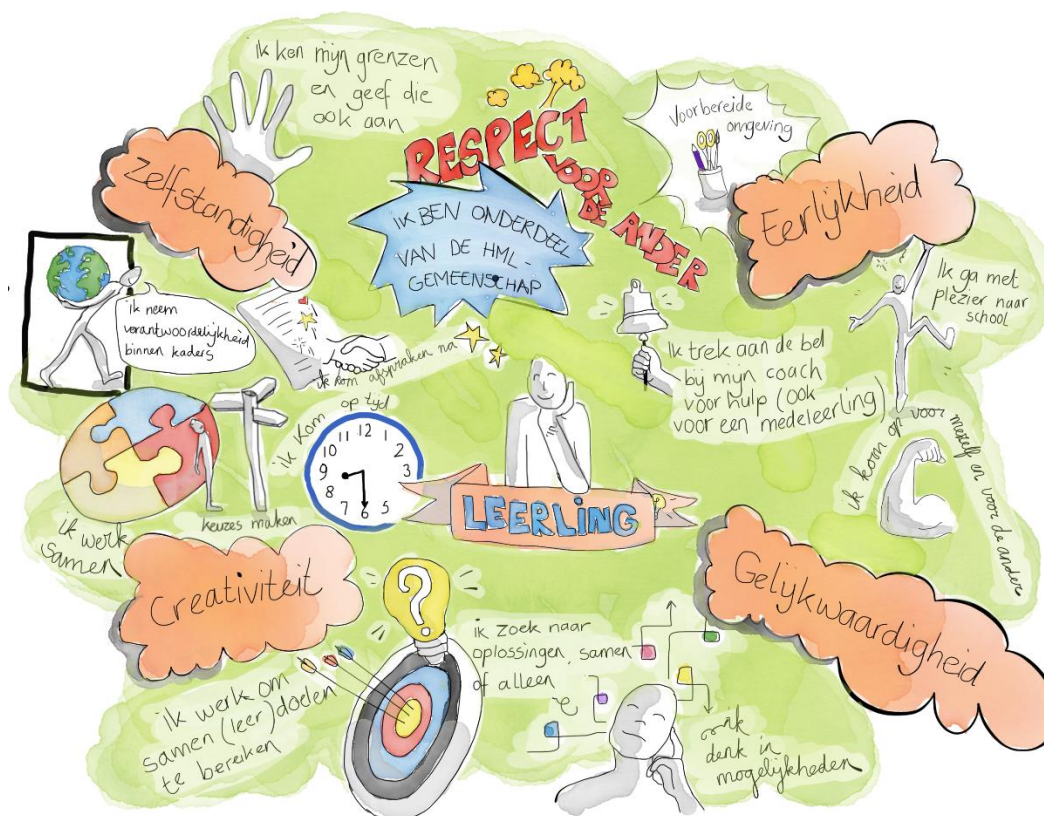 ik ken mijn grenzen
en geef die
ook aan
RESPECT
VOOR
DE ANDER
Voorbereide
omgeving
Zelfstandigheid
Eerlijkheid
IK BEN ONDERDEEL
VAN DE HML-
GEMEENSCHAP
ik neem
verantwoordelijkheid
binnen kaders
ik kom afspraken na
Ik ga met
plezier naar
school
Ik trek aan de bel
bij mijn coach
voor hulp (ook
voor een medeleerling)
ik kom op tijd
12
1
2
3
4
5
6
7
8
9
10
11
ik kom op voor mezelf en voor de ander
ik werk
samen
keuzes maken
LEERLING
Creativiteit
Gelijkwaardigheid
?
ik zoek naar
oplossingen, samen
of alleen
ik werk om
samen (leer)doelen
te bereiken
ik
denk in
mogelijkheden